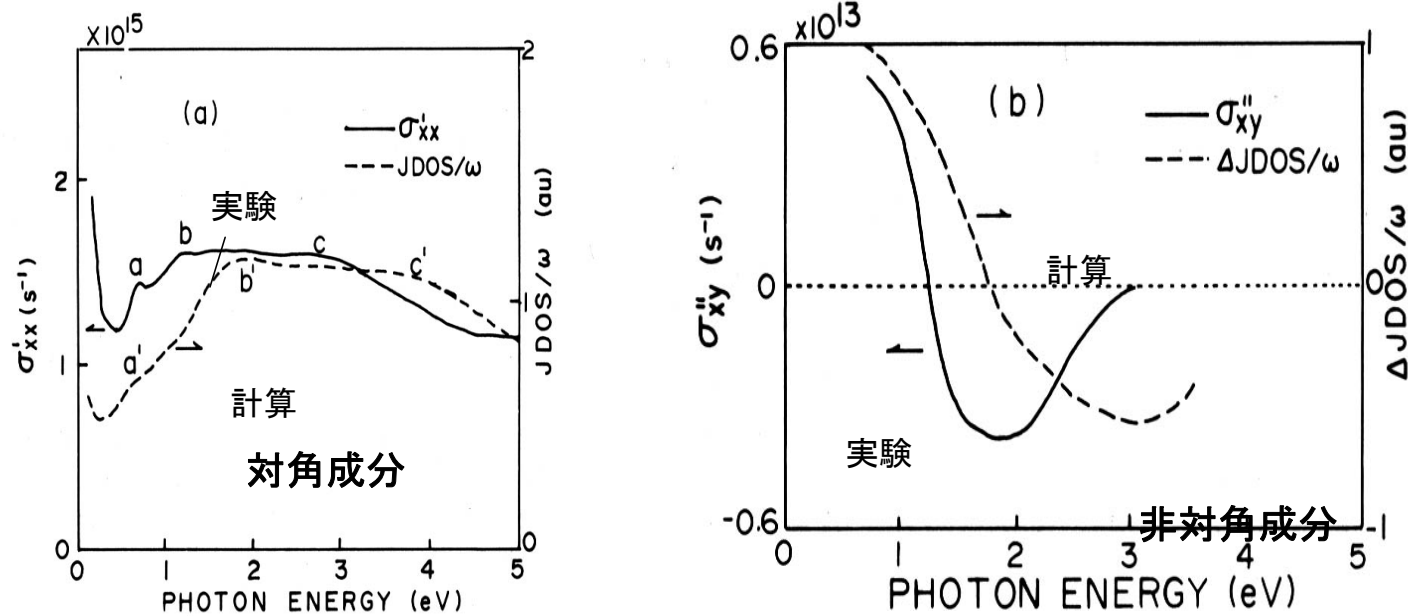 X10^15
2
(a)
σ'xx
JDOS/ω
2
実験
b
c
a
c'
b'
a'
1
1
計算
対角成分
0
0
σ'xx (s⁻¹)
JDOS/ω (au)
0 1 2 3 4 5
PHOTON ENERGY (eV)
x10^13
0.6
1
(b)
σ"xy
ΔJDOS/ω
計算
0
0
実験
-0.6
-1
非対角成分
σ"xy (s⁻¹)
ΔJDOS/ω (au)
0 1 2 3 4 5
PHOTON ENERGY (eV)